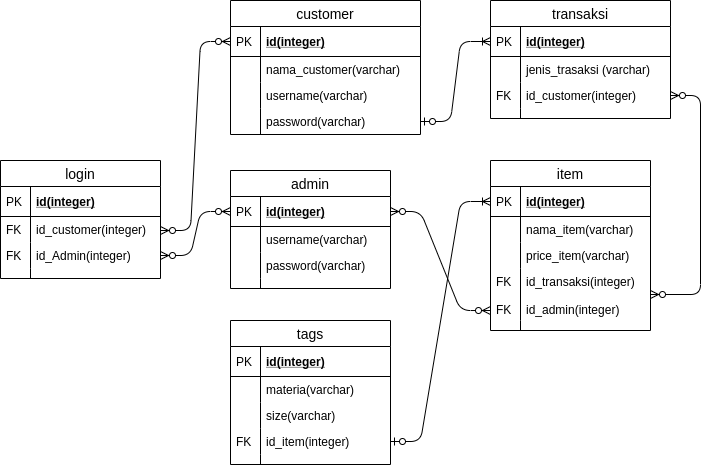 customer
PK id(integer)
nama_customer(varchar)
username(varchar)
password(varchar)
transaksi
PK id(integer)
jenis_trasaksi (varchar)
FK id_customer(integer)
login
PK id(integer)
FK id_customer(integer)
FK id_Admin(integer)
admin
PK id(integer)
username(varchar)
password(varchar)
item
PK id(integer)
nama_item(varchar)
price_item(varchar)
FK id_transaksi(integer)
FK id_admin(integer)
tags
PK id(integer)
materia(varchar)
size(varchar)
FK id_item(integer)